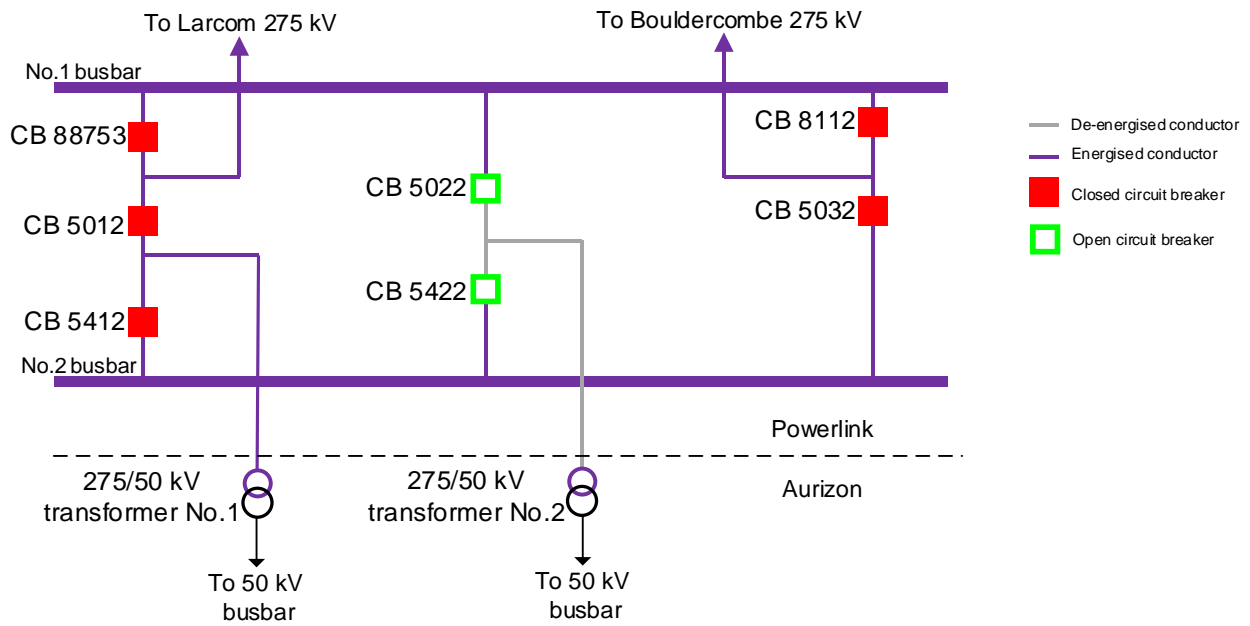 To Larcom 275 kV
To Bouldercombe 275 kV
No.1 busbar
CB 88753
CB 8112
De-energised conductor
Energised conductor
CB 5022
CB 5012
CB 5032
Closed circuit breaker
Open circuit breaker
CB 5422
CB 5412
No.2 busbar
Powerlink
275/50 kV
transformer No.1
275/50 kV
transformer No.2
Aurizon
To 50 kV
busbar
To 50 kV
busbar